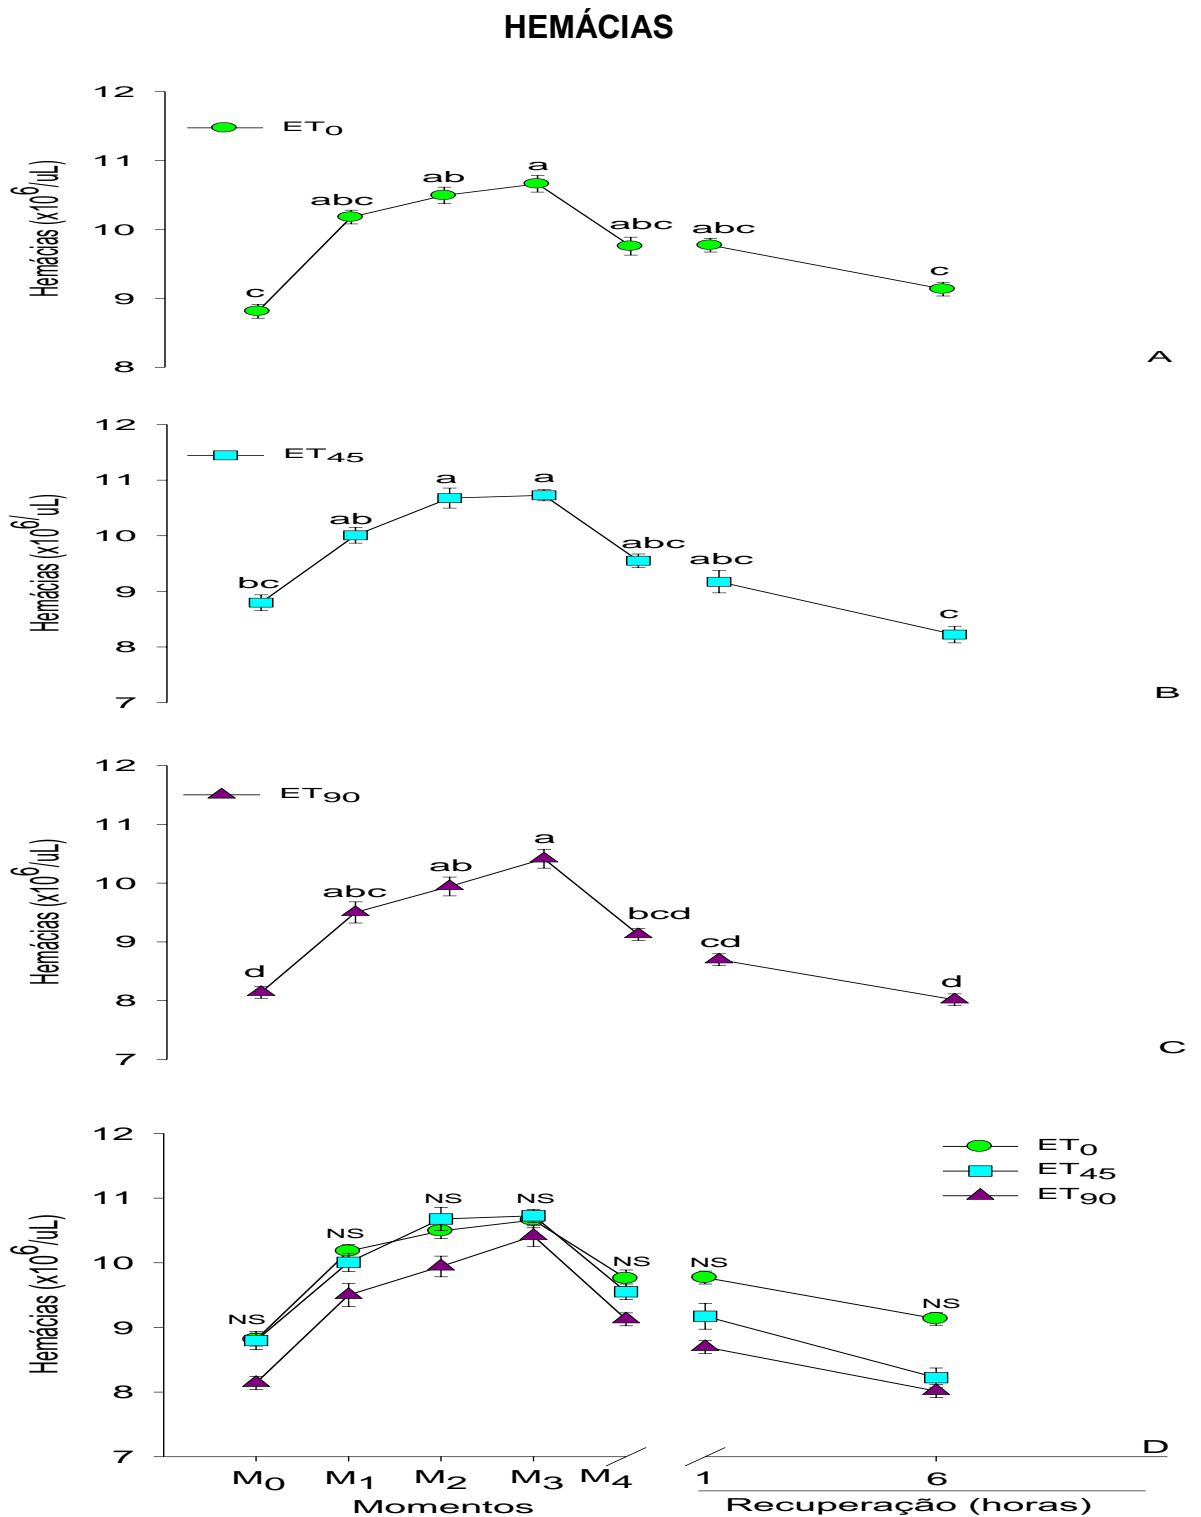 HEMÁCIAS
12
ET0
11
a
ab
abc
Hemácias (x10^6/uL)
10
abc
abc
c
c
9
8
A
12
ET45
11
a
a
ab
Hemácias (x10^6/uL)
10
abc
abc
bc
9
c
8
7
B
12
ET90
11
a
ab
abc
Hemácias (x10^6/uL)
10
bcd
cd
9
d
d
8
7
C
12
ET0
ET45
ET90
11
NS
NS
NS
Hemácias (x10^6/uL)
10
NS
NS
NS
NS
9
8
7
D
M0 M1 M2 M3 M4 1 6
Momentos
Recuperação (horas)